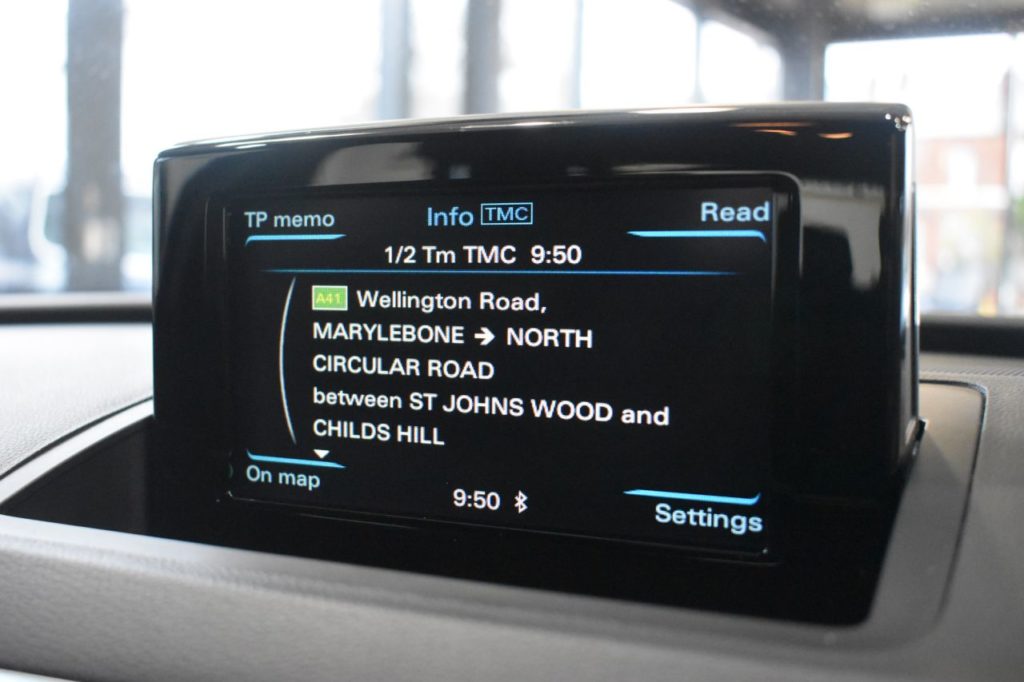 TP memo
Info TMC
Read
1/2 Tm TMC 9:50
A41 Wellington Road,
MARYLEBONE → NORTH
CIRCULAR ROAD
between ST JOHNS WOOD and
CHILDS HILL
On map
9:50
Settings